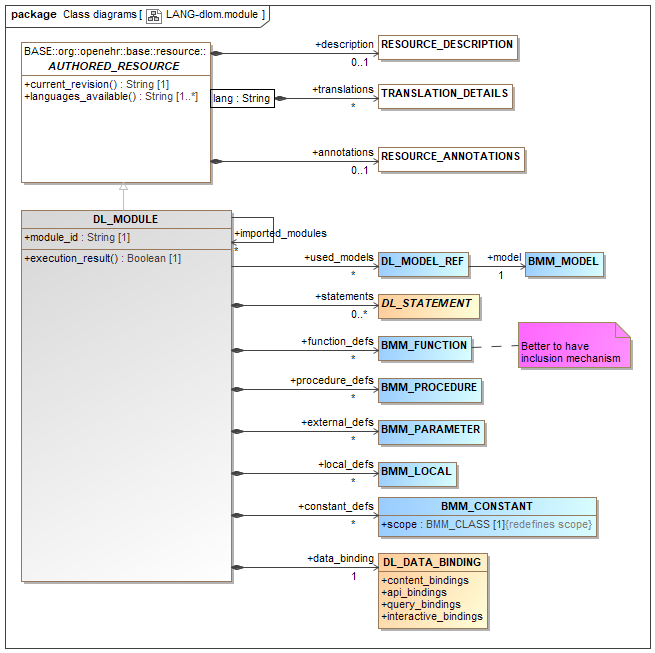 package Class diagrams [ LANG-dlom.module ]
BASE::org::openehr::base::resource::
AUTHORED_RESOURCE
+current_revision() : String [1]
+languages_available() : String [1..*]
lang : String
+description
0..1
RESOURCE_DESCRIPTION
+translations
*
TRANSLATION_DETAILS
+annotations
0..1
RESOURCE_ANNOTATIONS
DL_MODULE
+module_id : String [1]
+execution_result() : Boolean [1]
+imported_modules
*
+used_models
*
DL_MODEL_REF
+model
1
BMM_MODEL
+statements
0..*
DL_STATEMENT
+function_defs
*
BMM_FUNCTION
Better to have
inclusion mechanism
+procedure_defs
*
BMM_PROCEDURE
+external_defs
*
BMM_PARAMETER
+local_defs
*
BMM_LOCAL
+constant_defs
*
BMM_CONSTANT
+scope : BMM_CLASS [1]{redefines scope}
+data_binding
1
DL_DATA_BINDING
+content_bindings
+api_bindings
+query_bindings
+interactive_bindings